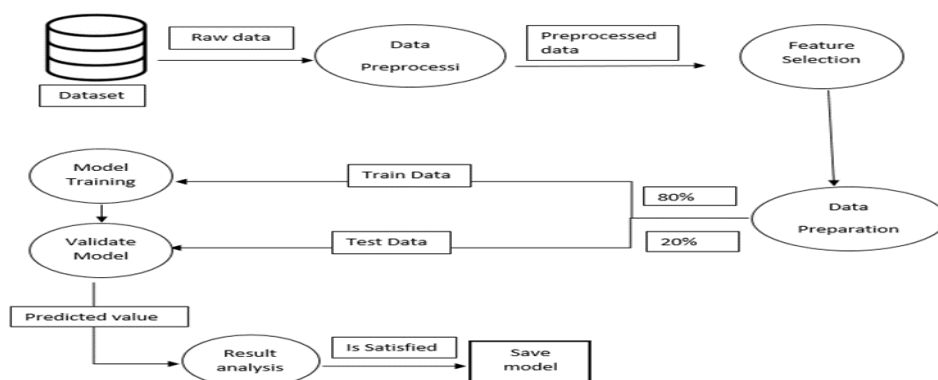 Raw data
Data
Preprocessi
Preprocessed
data
Feature
Selection
Dataset
Model
Training
Train Data
80%
Data
Preparation
Validate
Model
Test Data
20%
Predicted value
Result
analysis
Is Satisfied
Save
model